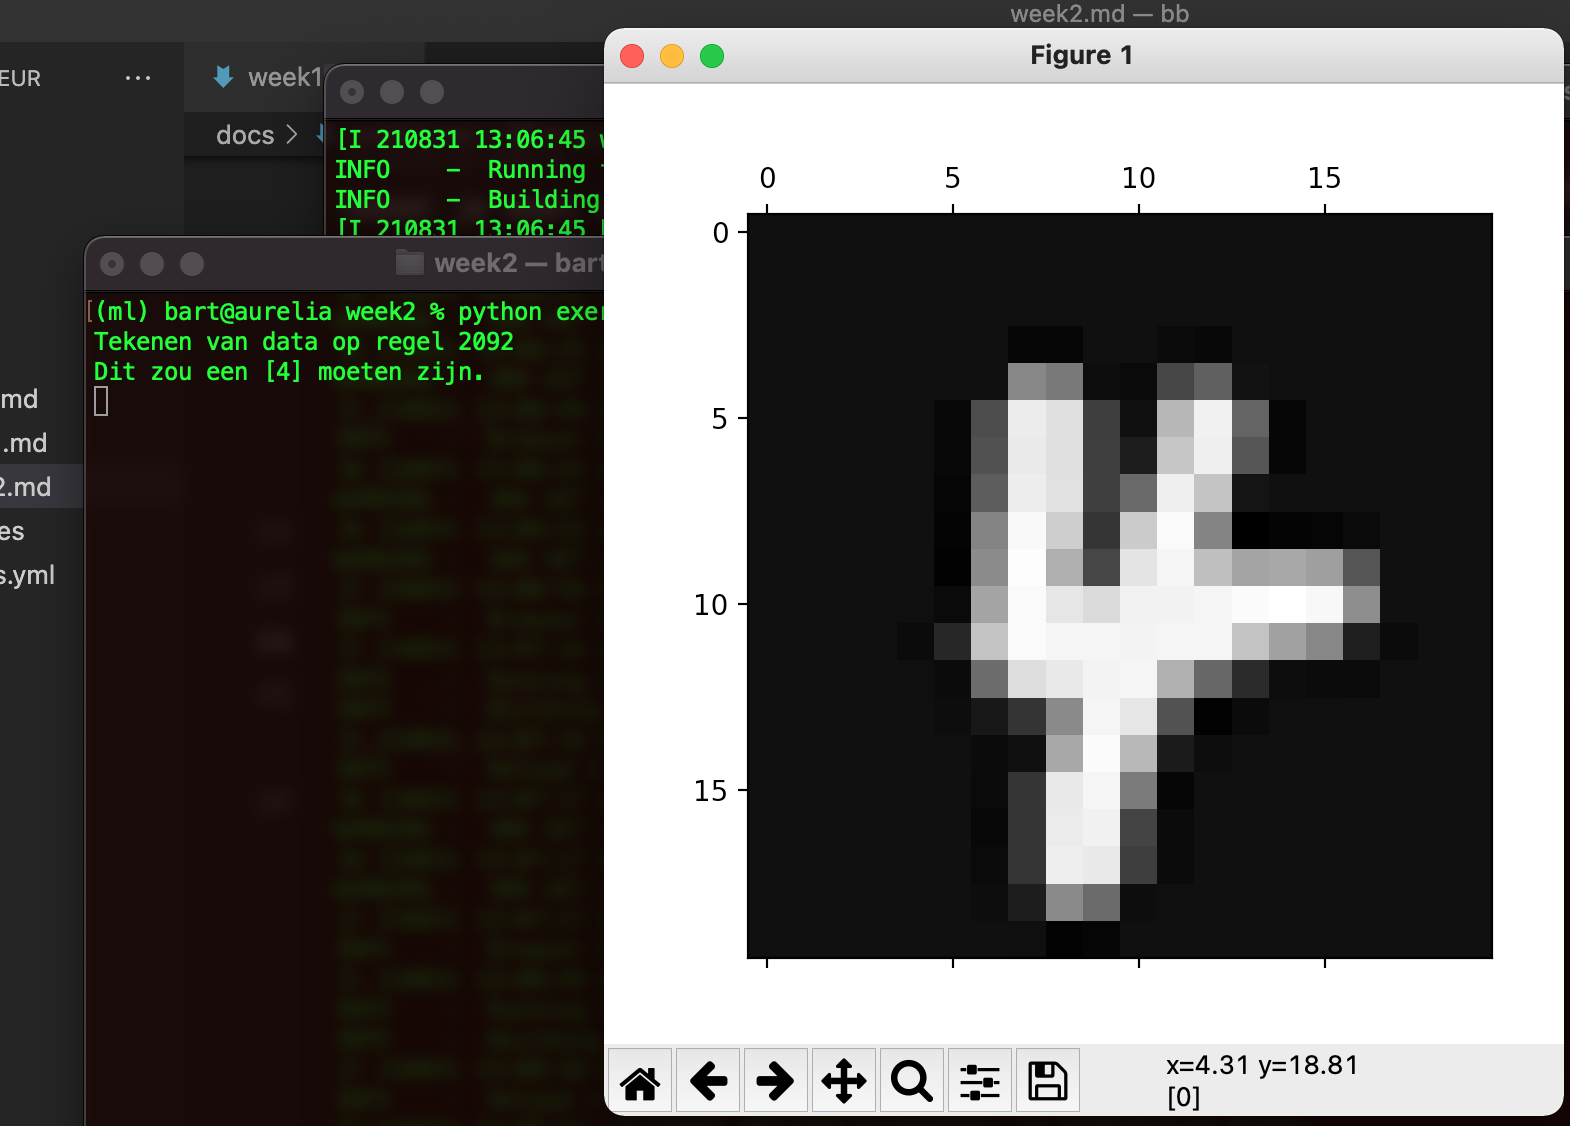 week2.md — bb
EUR ...
week1
docs >
Figure 1
[I 210831 13:06:45
INFO    -  Running
INFO    -  Building
[I 210831 13:06:45
week2 — bart
(ml) bart@aurelia week2 % python exer
Tekenen van data op regel 2092
Dit zou een [4] moeten zijn.
md
.md
2.md
es
s.yml
0 5 10 15
0
5
10
15
x=4.31 y=18.81
[0]